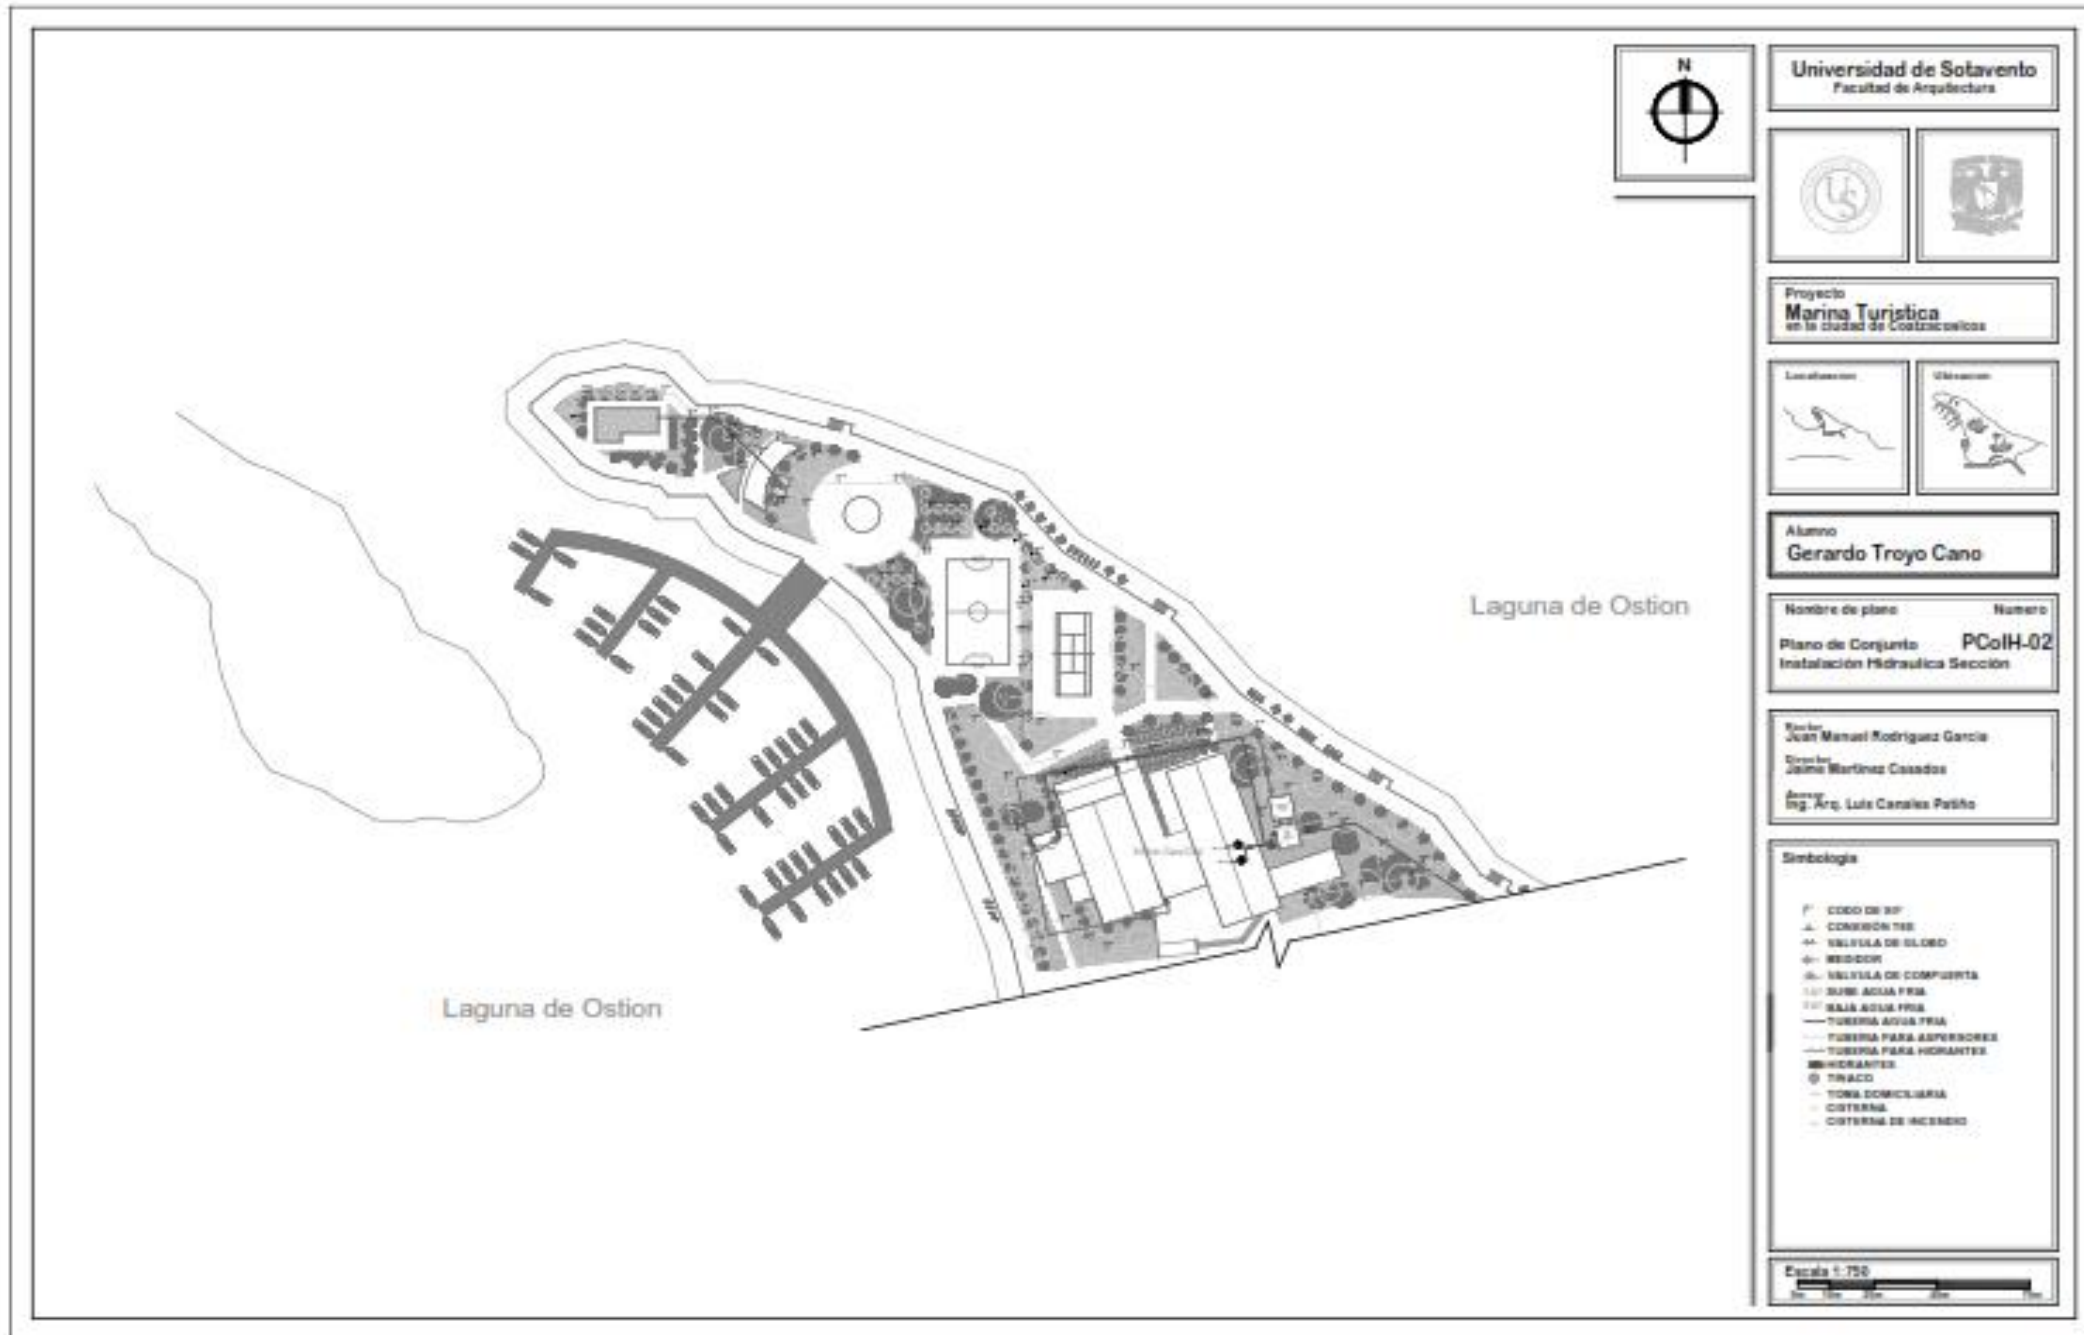 N
Universidad de Sotavento
Facultad de Arquitectura
US
Proyecto
Marina Turistica
en la ciudad de Coatzacoalcos
Localizacion
Ubicacion
Alumno
Gerardo Troyo Cano
Nombre de plano Numero
Plano de Conjunto PCoIH-02
Instalación Hidraulica Sección
Juan Manuel Rodriguez Garcia
Jaime Martinez Casados
Asesor
Ing. Arq. Luis Canales Patiño
Simbologia
CODO DE 90°
CONEXIÓN TEE
VALVULA DE GLOBO
MEDIDOR
VALVULA DE COMPUERTA
SUBE AGUA FRIA
BAJA AGUA FRIA
TUBERIA AGUA FRIA
TUBERIA PARA ASPERSORES
TUBERIA PARA HIDRANTES
HIDRANTES
TINACO
TOMA DOMICILIARIA
CISTERNA
CISTERNA DE INCENDIO
Escala 1:750
Laguna de Ostion
Laguna de Ostion